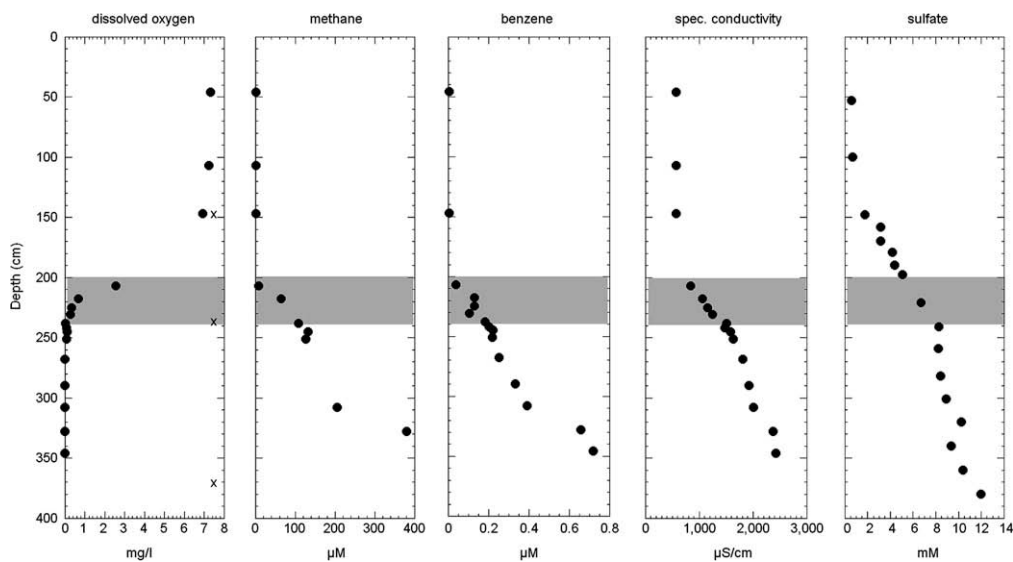 dissolved oxygen methane benzene spec. conductivity sulfate
0
50
100
150
200
250
300
350
400
Depth (cm)
x
x
x
0 1 2 3 4 5 6 7 8 0 100 200 300 400 0 0.2 0.4 0.6 0.8 0 1,000 2,000 3,000 0 2 4 6 8 10 12 14
mg/l µM µM µS/cm mM